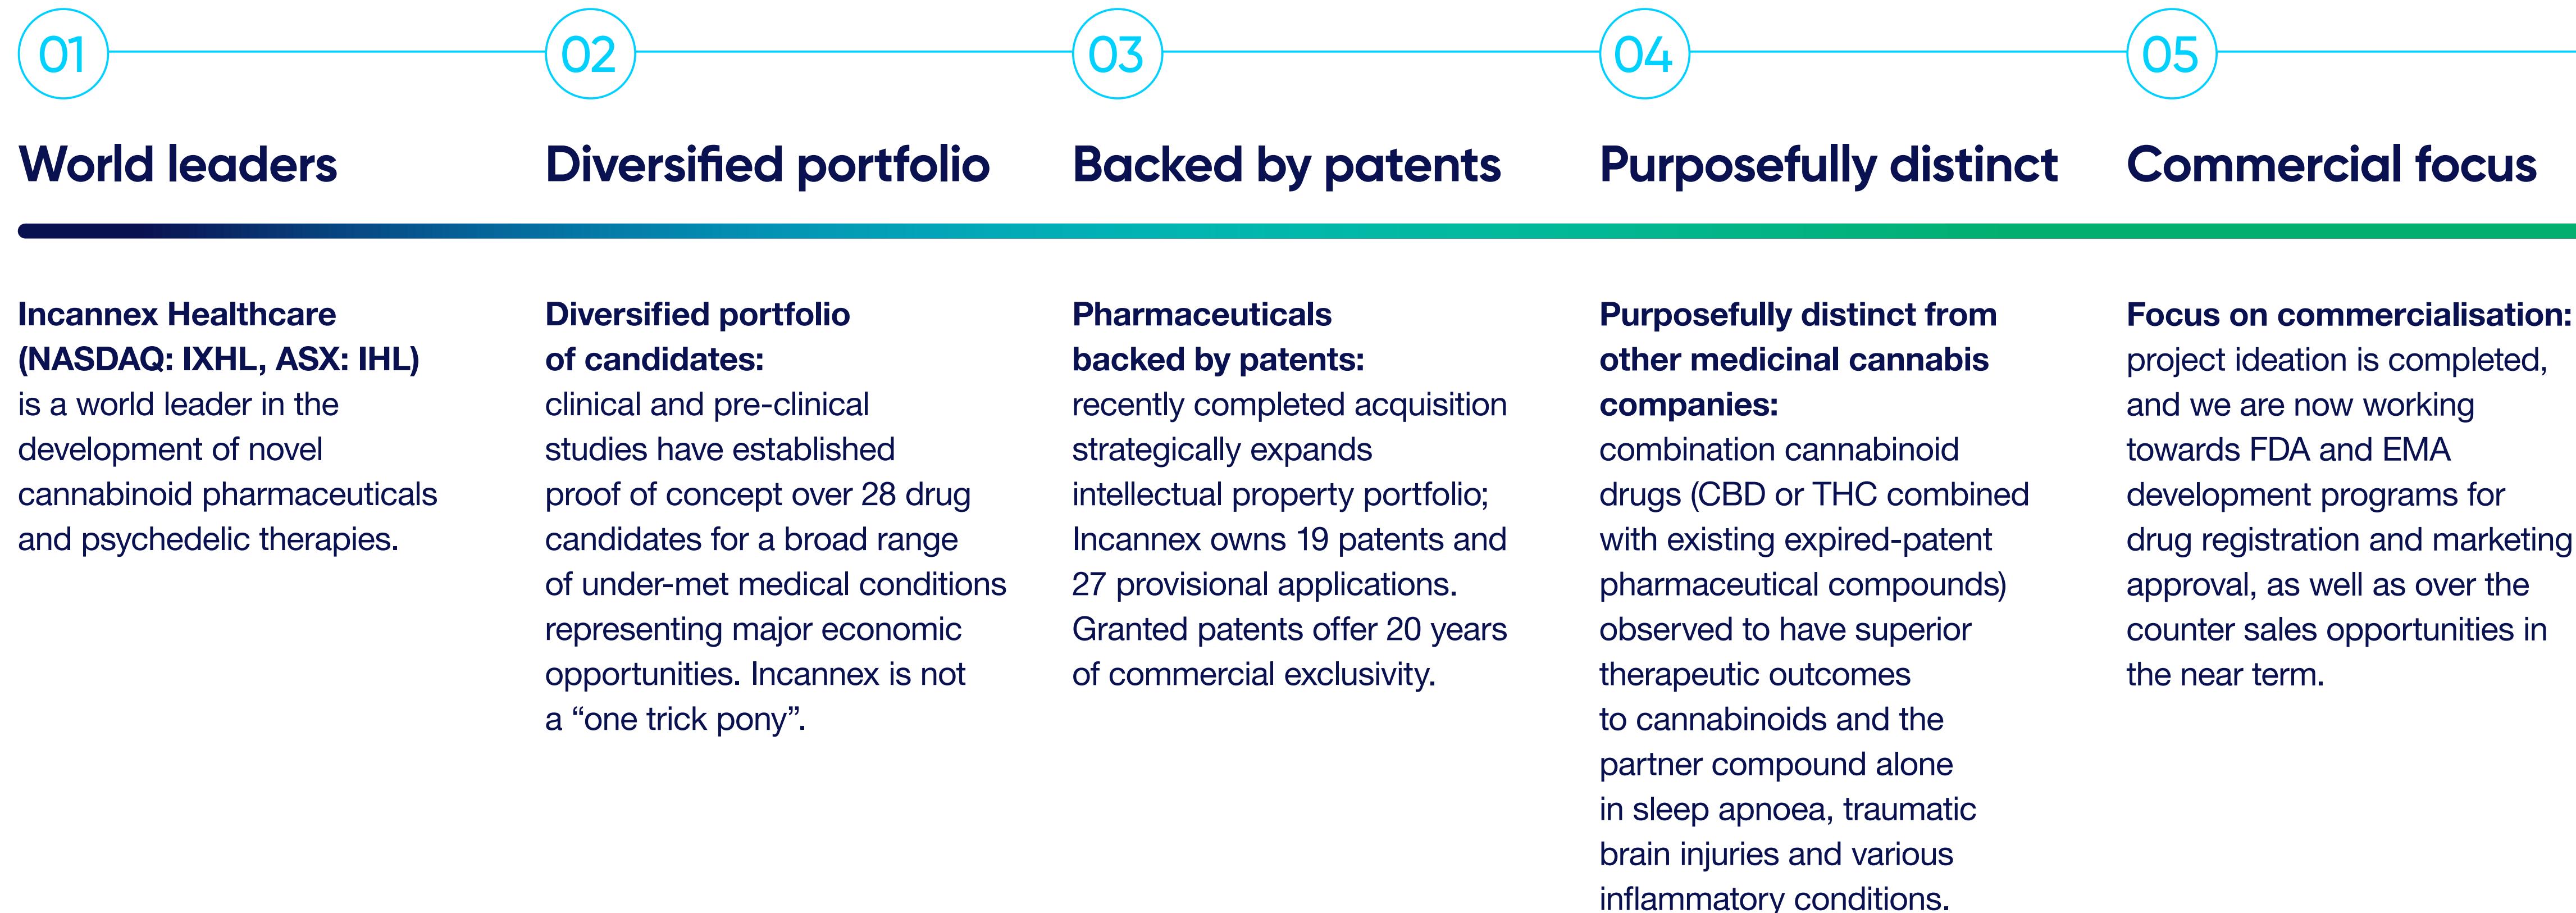 01
World leaders
Incannex Healthcare
(NASDAQ: IXHL, ASX: IHL)
is a world leader in the
development of novel
cannabinoid pharmaceuticals
and psychedelic therapies.
02
Diversified portfolio
Diversified portfolio
of candidates:
clinical and pre-clinical
studies have established
proof of concept over 28 drug
candidates for a broad range
of under-met medical conditions
representing major economic
opportunities. Incannex is not
a “one trick pony”.
03
Backed by patents
Pharmaceuticals
backed by patents:
recently completed acquisition
strategically expands
intellectual property portfolio;
Incannex owns 19 patents and
27 provisional applications.
Granted patents offer 20 years
of commercial exclusivity.
04
Purposefully distinct
Purposefully distinct from
other medicinal cannabis
companies:
combination cannabinoid
drugs (CBD or THC combined
with existing expired-patent
pharmaceutical compounds)
observed to have superior
therapeutic outcomes
to cannabinoids and the
partner compound alone
in sleep apnoea, traumatic
brain injuries and various
inflammatory conditions.
05
Commercial focus
Focus on commercialisation:
project ideation is completed,
and we are now working
towards FDA and EMA
development programs for
drug registration and marketing
approval, as well as over the
counter sales opportunities in
the near term.